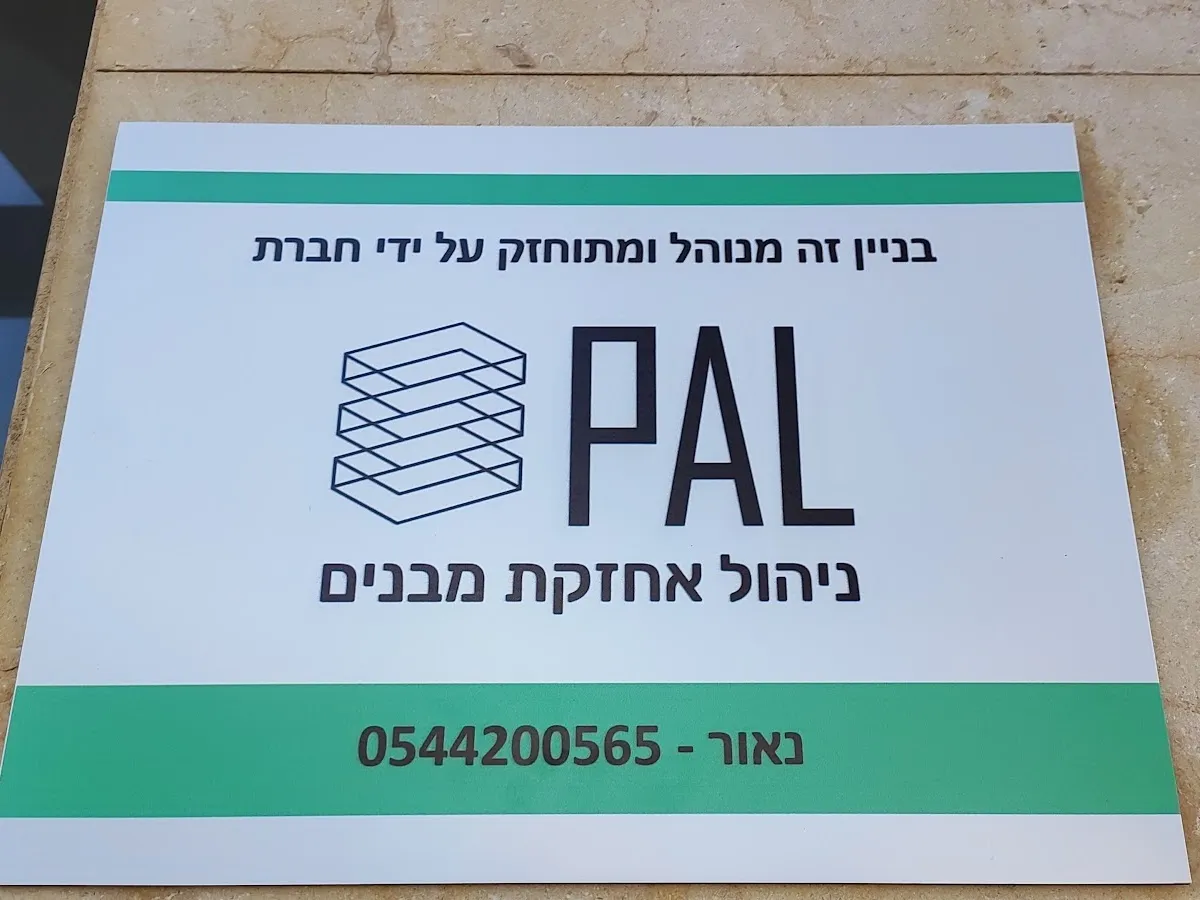 בניין זה מנוהל ומתוחזק על ידי חברת
PAL
ניהול אחזקת מבנים
נאור - 0544200565